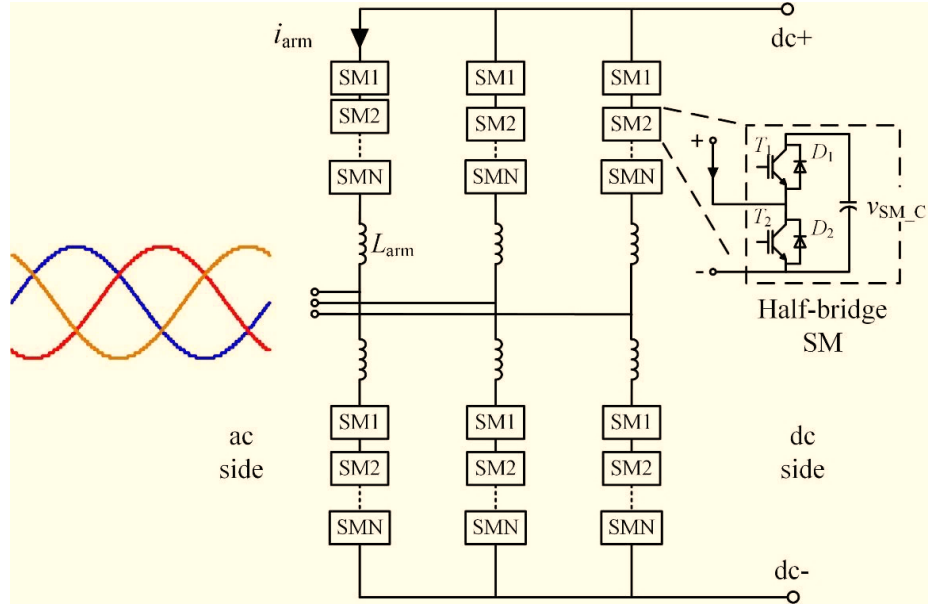 i_arm
dc+
SM1 SM1 SM1
SM2 SM2 SM2
SMN SMN SMN
+
T_1 D_1
T_2 D_2
v_SM_C
-
Half-bridge
SM
L_arm
SM1 SM1 SM1
SM2 SM2 SM2
SMN SMN SMN
ac
side
dc
side
dc-